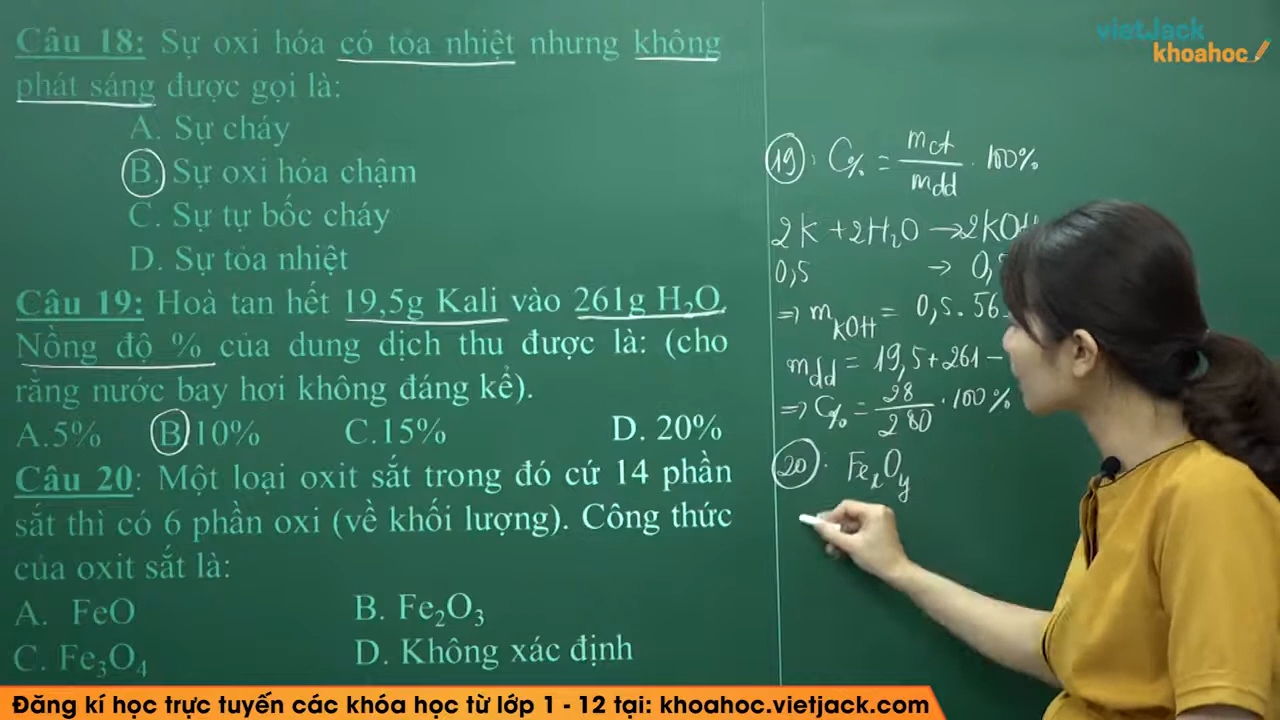 Câu 18: Sự oxi hóa có tỏa nhiệt nhưng không
phát sáng được gọi là:
A. Sự cháy
B. Sự oxi hóa chậm
C. Sự tự bốc cháy
D. Sự tỏa nhiệt
Câu 19: Hoà tan hết 19,5g Kali vào 261g H₂O.
Nồng độ % của dung dịch thu được là: (cho
rằng nước bay hơi không đáng kể).
A.5% B.10% C.15% D. 20%
Câu 20: Một loại oxit sắt trong đó cứ 14 phần
sắt thì có 6 phần oxi (về khối lượng). Công thức
của oxit sắt là:
A. FeO B. Fe₂O₃
C. Fe₃O₄ D. Không xác định
vietJack
khoahoc
19: C% = mct/mdd . 100%
2K + 2H₂O → 2KOH
0,5 → 0,5
⇒ mKOH = 0,5.56
mdd = 19,5+261-
⇒ C% = 28/280 . 100%
20. FexOy
Đăng kí học trực tuyến các khóa học từ lớp 1 - 12 tại: khoahoc.vietjack.com